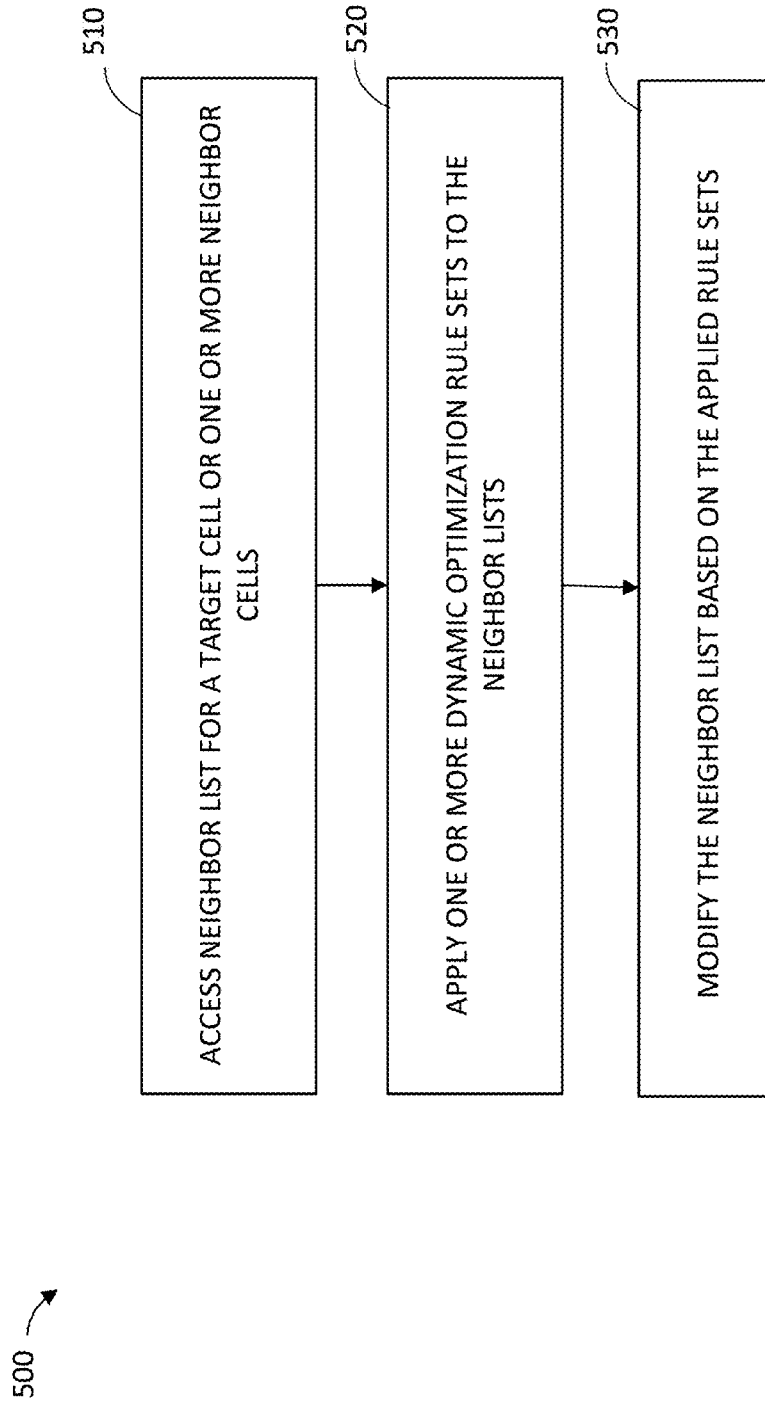 500
510
ACCESS NEIGHBOR LIST FOR A TARGET CELL OR ONE OR MORE NEIGHBOR
CELLS
520
APPLY ONE OR MORE DYNAMIC OPTIMIZATION RULE SETS TO THE
NEIGHBOR LISTS
530
MODIFY THE NEIGHBOR LIST BASED ON THE APPLIED RULE SETS